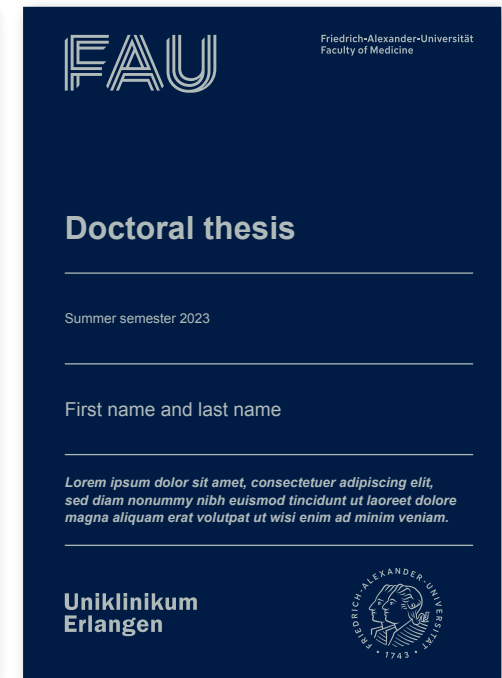 FAU
Friedrich-Alexander-Universität
Faculty of Medicine
Doctoral thesis
Summer semester 2023
First name and last name
Lorem ipsum dolor sit amet, consectetuer adipiscing elit,
sed diam nonummy nibh euismod tincidunt ut laoreet dolore
magna aliquam erat volutpat ut wisi enim ad minim veniam.
Uniklinikum
Erlangen
FRIEDRICH-ALEXANDER-UNIVERSITÄT
• 1743 •